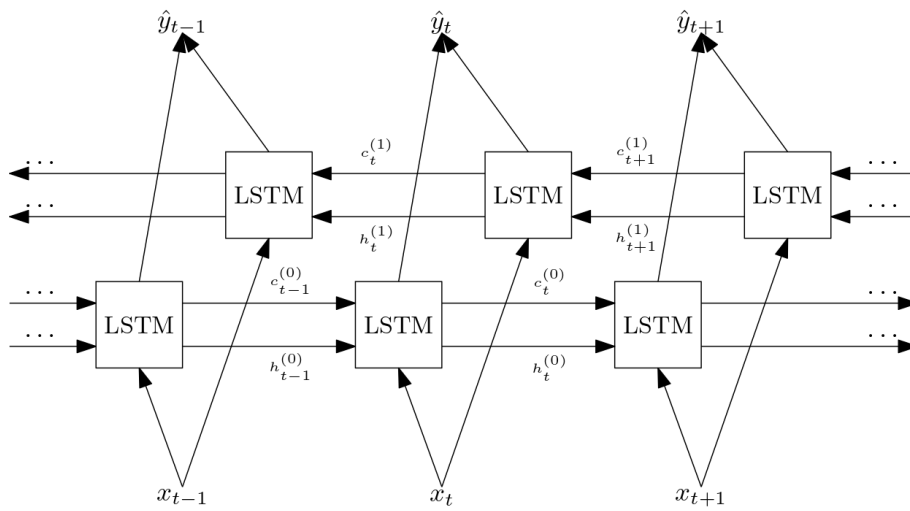 ŷ_{t−1} ŷ_t ŷ_{t+1}
... c_t^{(1)} c_{t+1}^{(1)} ...
LSTM LSTM LSTM
... h_t^{(1)} h_{t+1}^{(1)} ...
... c_{t−1}^{(0)} c_t^{(0)} ...
LSTM LSTM LSTM
... h_{t−1}^{(0)} h_t^{(0)} ...
x_{t−1} x_t x_{t+1}